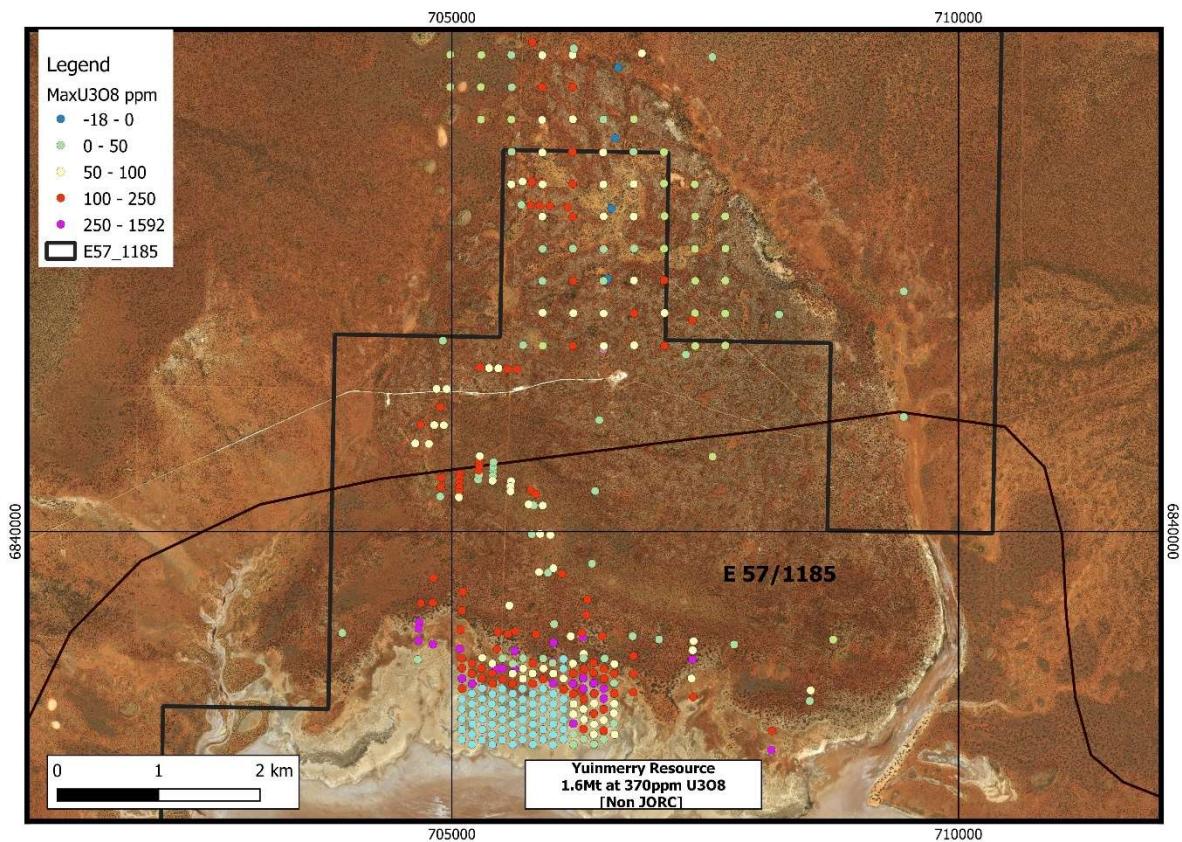 705000
710000
Legend
MaxU3O8 ppm
-18 - 0
0 - 50
50 - 100
100 - 250
250 - 1592
E57_1185
6840000
6840000
E 57/1185
0 1 2 km
Yuinmerry Resource
1.6Mt at 370ppm U3O8
[Non JORC]
705000
710000